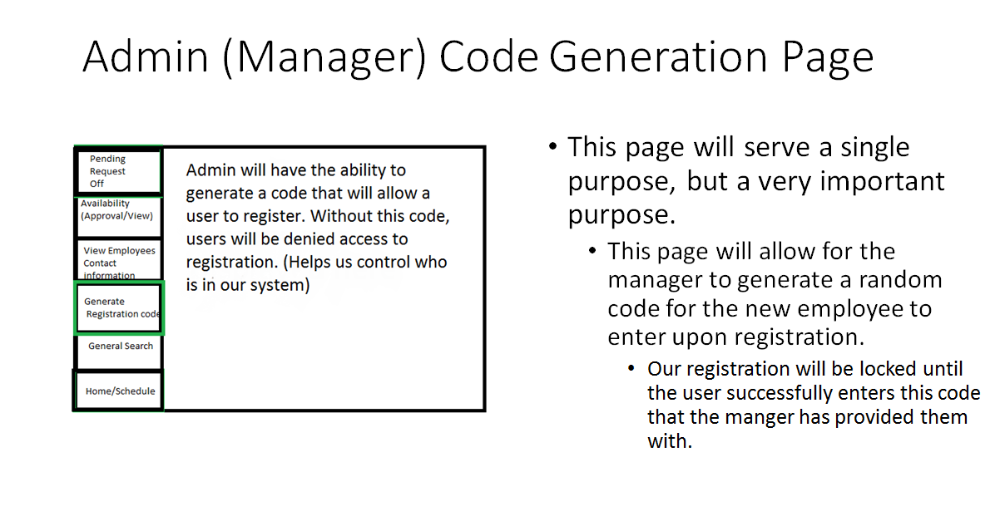 Admin (Manager) Code Generation Page
Pending
Request
Off
Availability
(Approval/View)
View Employees
Contact
information
Generate
Registration code
General Search
Home/Schedule
Admin will have the ability to
generate a code that will allow a
user to register. Without this code,
users will be denied access to
registration. (Helps us control who
is in our system)
• This page will serve a single
purpose, but a very important
purpose.
• This page will allow for the
manager to generate a random
code for the new employee to
enter upon registration.
• Our registration will be locked until
the user successfully enters this code
that the manger has provided them
with.